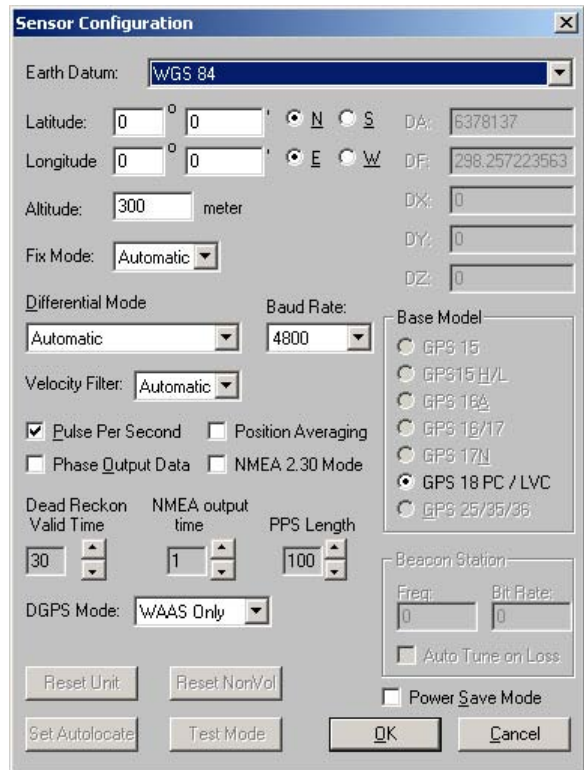 Sensor Configuration
Earth Datum: WGS 84
Latitude: 0 ° 0 ' N S
Longitude 0 ° 0 ' E W
Altitude: 300 meter
Fix Mode: Automatic
DA: 6378137
DF: 298.257223563
DX: 0
DY: 0
DZ: 0
Differential Mode
Automatic
Baud Rate:
4800
Velocity Filter: Automatic
Pulse Per Second Position Averaging
Phase Output Data NMEA 2.30 Mode
Dead Reckon Valid Time
30
NMEA output time
1
PPS Length
100
DGPS Mode: WAAS Only
Base Model
GPS 15
GPS15 H/L
GPS 16A
GPS 16/17
GPS 17N
GPS 18 PC / LVC
GPS 25/35/36
Beacon Station
Freq: Bit Rate:
0 0
Auto Tune on Loss
Power Save Mode
Reset Unit Reset NonVol
Set Autolocate Test Mode
OK Cancel